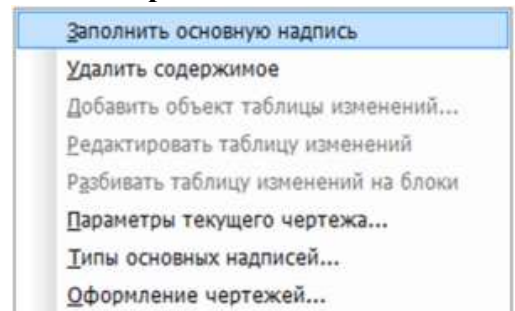 Заполнить основную надпись
Удалить содержимое
Добавить объект таблицы изменений...
Редактировать таблицу изменений
Разбивать таблицу изменений на блоки
Параметры текущего чертежа...
Типы основных надписей...
Оформление чертежей...